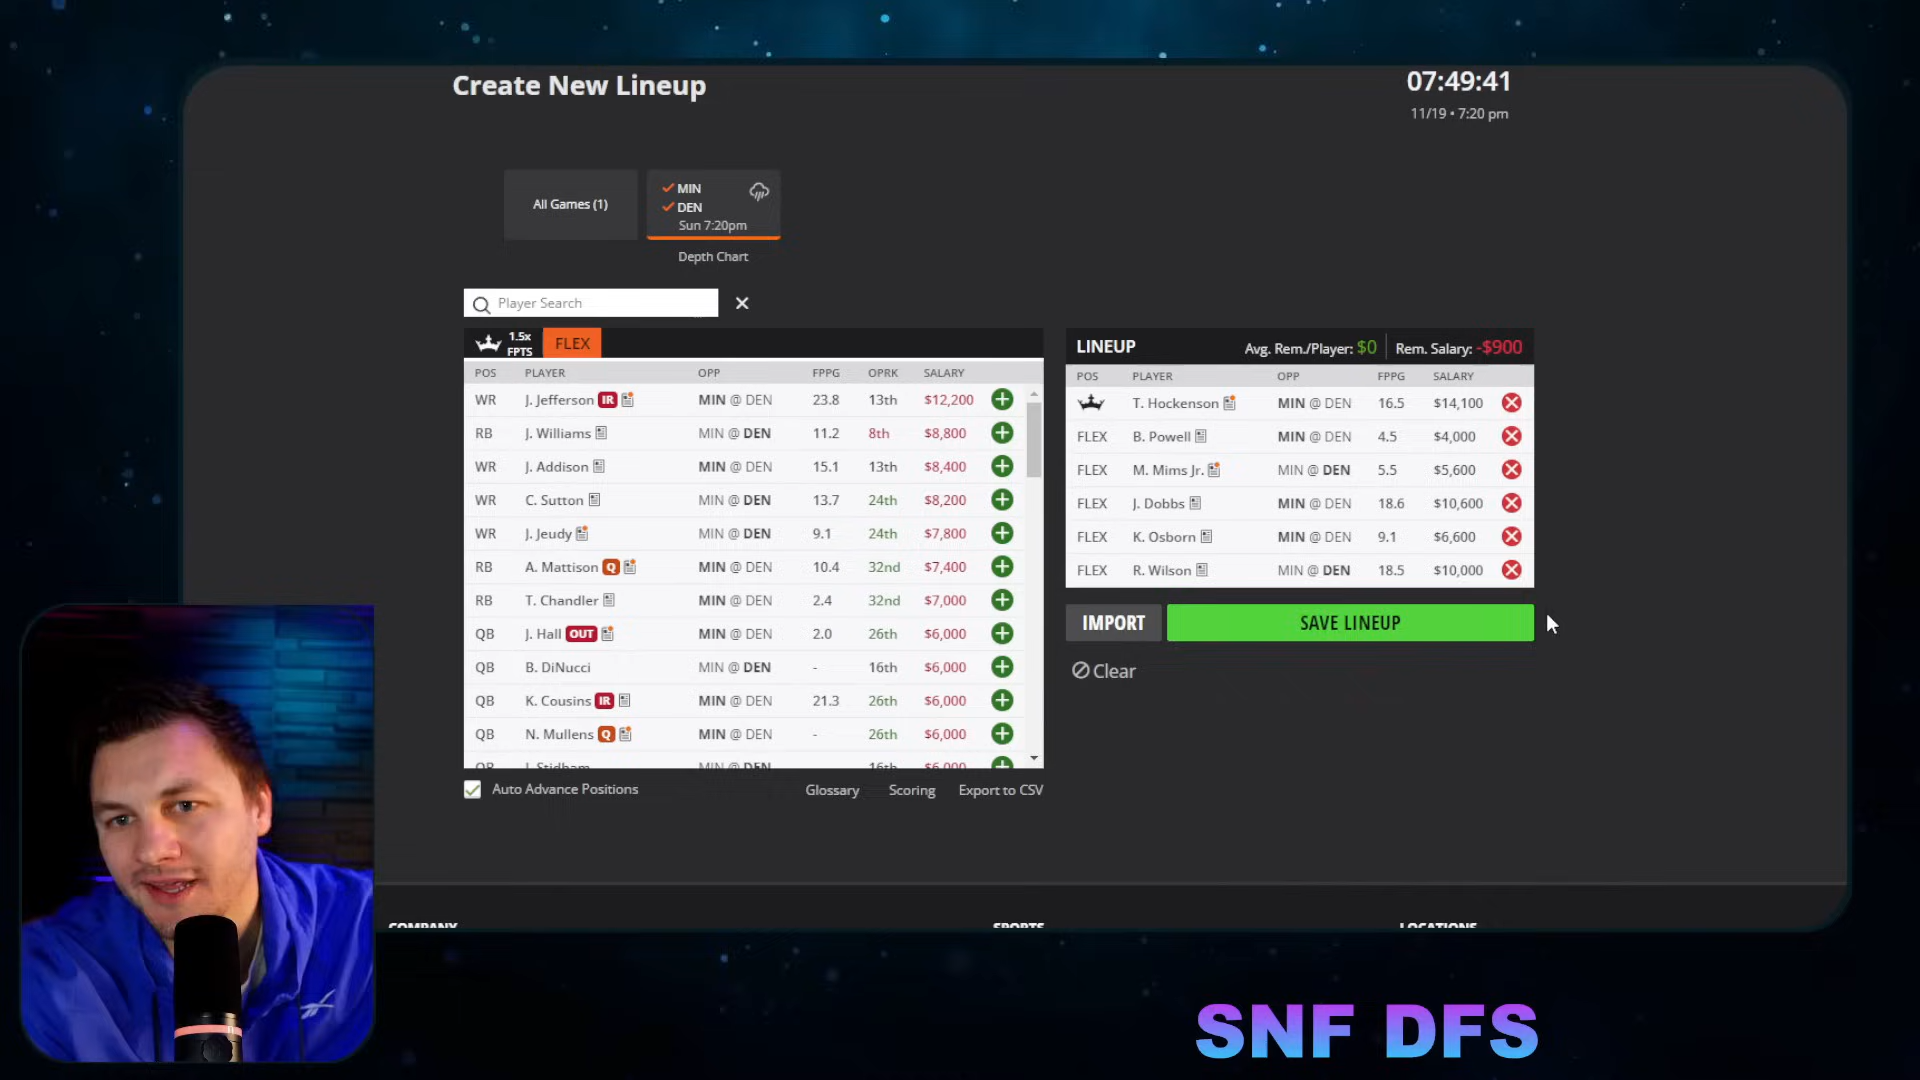 Create New Lineup
07:49:41
11/19 • 7:20 pm
All Games (1)
MIN
DEN
Sun 7:20pm
Depth Chart
Player Search
1.5x
FPTS
FLEX
POS PLAYER OPP FPPG OPRK SALARY
WR J. Jefferson IR MIN @ DEN 23.8 13th $12,200
RB J. Williams MIN @ DEN 11.2 8th $8,800
WR J. Addison MIN @ DEN 15.1 13th $8,400
WR C. Sutton MIN @ DEN 13.7 24th $8,200
WR J. Jeudy MIN @ DEN 9.1 24th $7,800
RB A. Mattison Q MIN @ DEN 10.4 32nd $7,400
RB T. Chandler MIN @ DEN 2.4 32nd $7,000
QB J. Hall OUT MIN @ DEN 2.0 26th $6,000
QB B. DiNucci MIN @ DEN - 16th $6,000
QB K. Cousins IR MIN @ DEN 21.3 26th $6,000
QB N. Mullens Q MIN @ DEN - 26th $6,000
QB J. Stidham MIN @ DEN 16th $6,000
Auto Advance Positions
Glossary Scoring Export to CSV
LINEUP Avg. Rem./Player: $0 Rem. Salary: -$900
POS PLAYER OPP FPPG SALARY
T. Hockenson MIN @ DEN 16.5 $14,100
FLEX B. Powell MIN @ DEN 4.5 $4,000
FLEX M. Mims Jr. MIN @ DEN 5.5 $5,600
FLEX J. Dobbs MIN @ DEN 18.6 $10,600
FLEX K. Osborn MIN @ DEN 9.1 $6,600
FLEX R. Wilson MIN @ DEN 18.5 $10,000
IMPORT SAVE LINEUP
Clear
COMPANY SPORTS LOCATIONS
SNF DFS